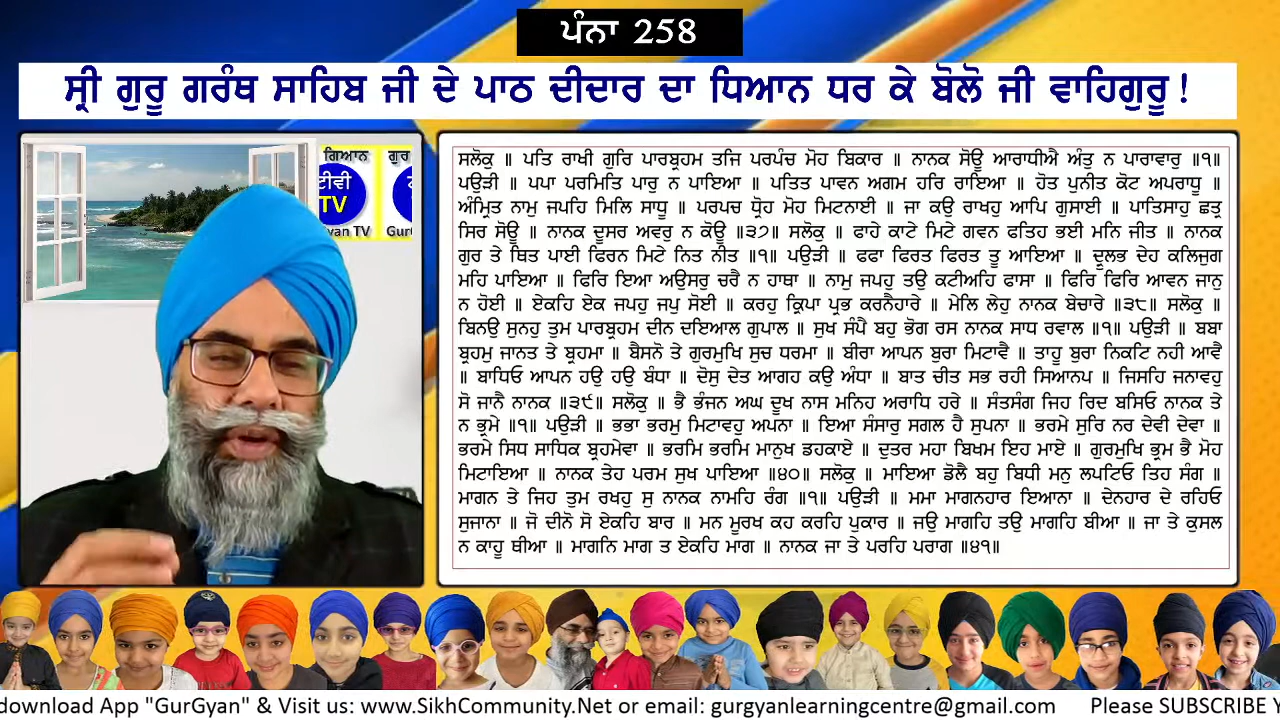 ਪੰਨਾ 258
ਸ੍ਰੀ ਗੁਰੂ ਗਰੰਥ ਸਾਹਿਬ ਜੀ ਦੇ ਪਾਠ ਦੀਦਾਰ ਦਾ ਧਿਆਨ ਧਰ ਕੇ ਬੋਲੋ ਜੀ ਵਾਹਿਗੁਰੂ!
ਗਿਆਨ
ਟੀਵੀ
TV
yan TV
ਗੁਰ
Gur
ਸਲੋਕੁ ॥ ਪਤਿ ਰਾਖੀ ਗੁਰਿ ਪਾਰਬ੍ਰਹਮ ਤਜਿ ਪਰਪੰਚ ਮੋਹ ਬਿਕਾਰ ॥ ਨਾਨਕ ਸੋਊ ਆਰਾਧੀਐ ਅੰਤੁ ਨ ਪਾਰਾਵਾਰੁ ॥੧॥
ਪਉੜੀ ॥ ਪਪਾ ਪਰਮਿਤਿ ਪਾਰੁ ਨ ਪਾਇਆ ॥ ਪਤਿਤ ਪਾਵਨ ਅਗਮ ਹਰਿ ਰਾਇਆ ॥ ਹੋਤ ਪੁਨੀਤ ਕੋਟ ਅਪਰਾਧੂ ॥
ਅੰਮ੍ਰਿਤ ਨਾਮੁ ਜਪਹਿ ਮਿਲਿ ਸਾਧੂ ॥ ਪਰਪਚ ਧ੍ਰੋਹ ਮੋਹ ਮਿਟਨਾਈ ॥ ਜਾ ਕਉ ਰਾਖਹੁ ਆਪਿ ਗੁਸਾਈ ॥ ਪਾਤਿਸਾਹੁ ਛਤ੍ਰ
ਸਿਰ ਸੋਊ ॥ ਨਾਨਕ ਦੂਸਰ ਅਵਰੁ ਨ ਕੋਊ ॥੩੭॥ ਸਲੋਕੁ ॥ ਫਾਹੇ ਕਾਟੇ ਮਿਟੇ ਗਵਨ ਫਤਿਹ ਭਈ ਮਨਿ ਜੀਤ ॥ ਨਾਨਕ
ਗੁਰ ਤੇ ਥਿਤ ਪਾਈ ਫਿਰਨ ਮਿਟੇ ਨਿਤ ਨੀਤ ॥੧॥ ਪਉੜੀ ॥ ਫਫਾ ਫਿਰਤ ਫਿਰਤ ਤੂ ਆਇਆ ॥ ਦ੍ਰੁਲਭ ਦੇਹ ਕਲਿਜੁਗ
ਮਹਿ ਪਾਇਆ ॥ ਫਿਰਿ ਇਆ ਅਉਸਰੁ ਚਰੈ ਨ ਹਾਥਾ ॥ ਨਾਮੁ ਜਪਹੁ ਤਉ ਕਟੀਅਹਿ ਫਾਸਾ ॥ ਫਿਰਿ ਫਿਰਿ ਆਵਨ ਜਾਨੁ
ਨ ਹੋਈ ॥ ਏਕਹਿ ਏਕ ਜਪਹੁ ਜਪੁ ਸੋਈ ॥ ਕਰਹੁ ਕ੍ਰਿਪਾ ਪ੍ਰਭ ਕਰਨੈਹਾਰੇ ॥ ਮੇਲਿ ਲੇਹੁ ਨਾਨਕ ਬੇਚਾਰੇ ॥੩੮॥ ਸਲੋਕੁ ॥
ਬਿਨਉ ਸੁਨਹੁ ਤੁਮ ਪਾਰਬ੍ਰਹਮ ਦੀਨ ਦਇਆਲ ਗੁਪਾਲ ॥ ਸੁਖ ਸੰਪੈ ਬਹੁ ਭੋਗ ਰਸ ਨਾਨਕ ਸਾਧ ਰਵਾਲ ॥੧॥ ਪਉੜੀ ॥ ਬਬਾ
ਬ੍ਰਹਮੁ ਜਾਨਤ ਤੇ ਬ੍ਰਹਮਾ ॥ ਬੈਸਨੋ ਤੇ ਗੁਰਮੁਖਿ ਸੁਚ ਧਰਮਾ ॥ ਬੀਰਾ ਆਪਨ ਬੁਰਾ ਮਿਟਾਵੈ ॥ ਤਾਹੂ ਬੁਰਾ ਨਿਕਟਿ ਨਹੀ ਆਵੈ
॥ ਬਾਧਿਓ ਆਪਨ ਹਉ ਹਉ ਬੰਧਾ ॥ ਦੋਸੁ ਦੇਤ ਆਗਹ ਕਉ ਅੰਧਾ ॥ ਬਾਤ ਚੀਤ ਸਭ ਰਹੀ ਸਿਆਨਪ ॥ ਜਿਸਹਿ ਜਨਾਵਹੁ
ਸੋ ਜਾਨੈ ਨਾਨਕ ॥੩੯॥ ਸਲੋਕੁ ॥ ਭੈ ਭੰਜਨ ਅਘ ਦੂਖ ਨਾਸ ਮਨਿਹ ਅਰਾਧਿ ਹਰੇ ॥ ਸੰਤਸੰਗ ਜਿਹ ਰਿਦ ਬਸਿਓ ਨਾਨਕ ਤੇ
ਨ ਭ੍ਰਮੇ ॥੧॥ ਪਉੜੀ ॥ ਭਭਾ ਭਰਮੁ ਮਿਟਾਵਹੁ ਅਪਨਾ ॥ ਇਆ ਸੰਸਾਰੁ ਸਗਲ ਹੈ ਸੁਪਨਾ ॥ ਭਰਮੇ ਸੁਰਿ ਨਰ ਦੇਵੀ ਦੇਵਾ ॥
ਭਰਮੇ ਸਿਧ ਸਾਧਿਕ ਬ੍ਰਹਮੇਵਾ ॥ ਭਰਮਿ ਭਰਮਿ ਮਾਨੁਖ ਡਹਕਾਏ ॥ ਦੁਤਰ ਮਹਾ ਬਿਖਮ ਇਹ ਮਾਏ ॥ ਗੁਰਮੁਖਿ ਭ੍ਰਮ ਭੈ ਮੋਹ
ਮਿਟਾਇਆ ॥ ਨਾਨਕ ਤੇਹ ਪਰਮ ਸੁਖ ਪਾਇਆ ॥੪੦॥ ਸਲੋਕੁ ॥ ਮਾਇਆ ਡੋਲੈ ਬਹੁ ਬਿਧੀ ਮਨੁ ਲਪਟਿਓ ਤਿਹ ਸੰਗ ॥
ਮਾਗਨ ਤੇ ਜਿਹ ਤੁਮ ਰਖਹੁ ਸੁ ਨਾਨਕ ਨਾਮਹਿ ਰੰਗ ॥੧॥ ਪਉੜੀ ॥ ਮਮਾ ਮਾਗਨਹਾਰ ਇਆਨਾ ॥ ਦੇਨਹਾਰ ਦੇ ਰਹਿਓ
ਸੁਜਾਨਾ ॥ ਜੋ ਦੀਨੋ ਸੋ ਏਕਹਿ ਬਾਰ ॥ ਮਨ ਮੂਰਖ ਕਹ ਕਰਹਿ ਪੁਕਾਰ ॥ ਜਉ ਮਾਗਹਿ ਤਉ ਮਾਗਹਿ ਬੀਆ ॥ ਜਾ ਤੇ ਕੁਸਲ
ਨ ਕਾਹੂ ਥੀਆ ॥ ਮਾਗਨਿ ਮਾਗ ਤ ਏਕਹਿ ਮਾਗ ॥ ਨਾਨਕ ਜਾ ਤੇ ਪਰਹਿ ਪਰਾਗ ॥੪੧॥
download App "GurGyan" & Visit us: www.SikhCommunity.Net or email: gurgyanlearningcentre@gmail.com Please SUBSCRIBE Y